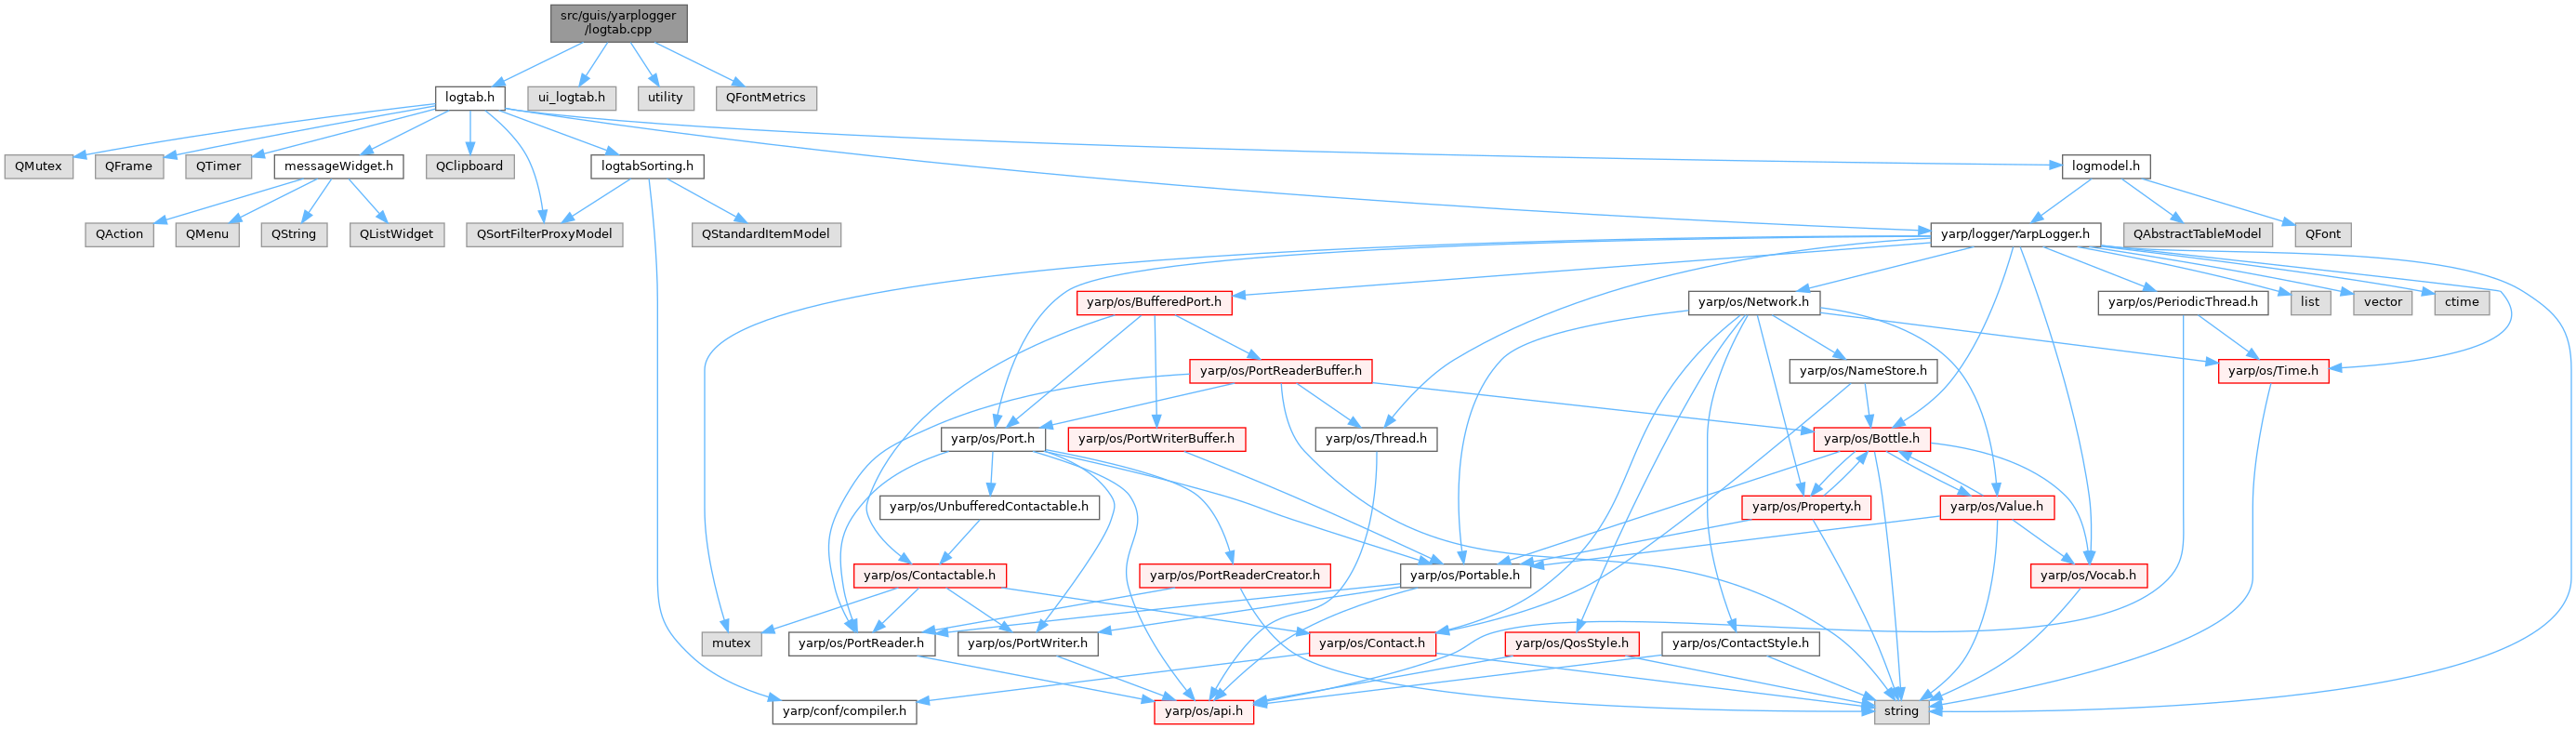 src/guis/yarplogger
/logtab.cpp
logtab.h
ui_logtab.h
utility
QFontMetrics
QMutex
QFrame
QTimer
messageWidget.h
QClipboard
logtabSorting.h
logmodel.h
QAction
QMenu
QString
QListWidget
QSortFilterProxyModel
QStandardItemModel
yarp/logger/YarpLogger.h
QAbstractTableModel
QFont
yarp/os/BufferedPort.h
yarp/os/Network.h
yarp/os/PeriodicThread.h
list
vector
ctime
yarp/os/PortReaderBuffer.h
yarp/os/NameStore.h
yarp/os/Time.h
yarp/os/Port.h
yarp/os/PortWriterBuffer.h
yarp/os/Thread.h
yarp/os/Bottle.h
yarp/os/UnbufferedContactable.h
yarp/os/Property.h
yarp/os/Value.h
yarp/os/Contactable.h
yarp/os/PortReaderCreator.h
yarp/os/Portable.h
yarp/os/Vocab.h
mutex
yarp/os/PortReader.h
yarp/os/PortWriter.h
yarp/os/Contact.h
yarp/os/QosStyle.h
yarp/os/ContactStyle.h
yarp/conf/compiler.h
yarp/os/api.h
string